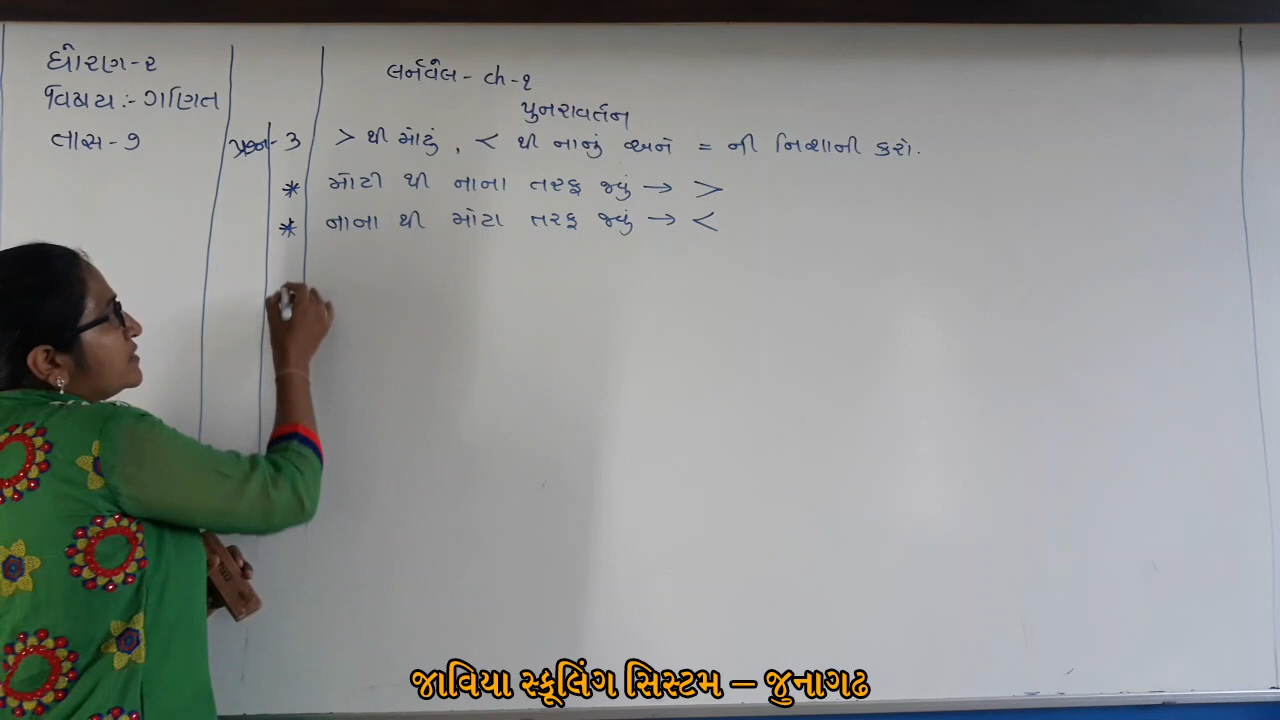 ધોરણ-૨
વિષય :- ગણિત
તાસ - ૭
લર્નવેલ - ch - ૧
પુનરાવર્તન
પ્રશ્ન - 3 > થી મોટું, < થી નાનું અને = ની નિશાની કરો.
* મોટી થી નાના તરફ જવું → >
* નાના થી મોટા તરફ જવું → <
જાવિયા સ્કૂલિંગ સિસ્ટમ – જુનાગઢ